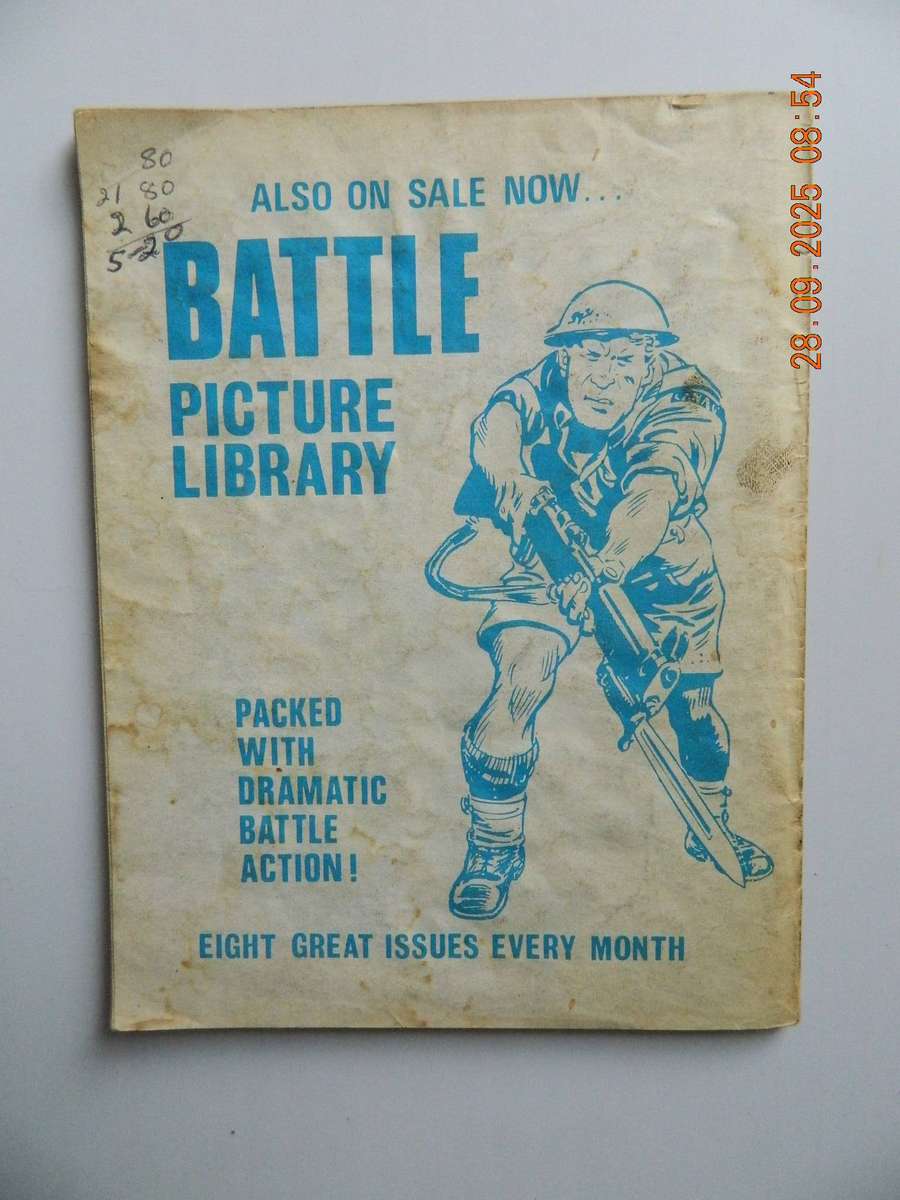 80
21 80
2 60
5-20
ALSO ON SALE NOW...
BATTLE
PICTURE
LIBRARY
PACKED
WITH
DRAMATIC
BATTLE
ACTION!
EIGHT GREAT ISSUES EVERY MONTH
28.09.2025 08:54